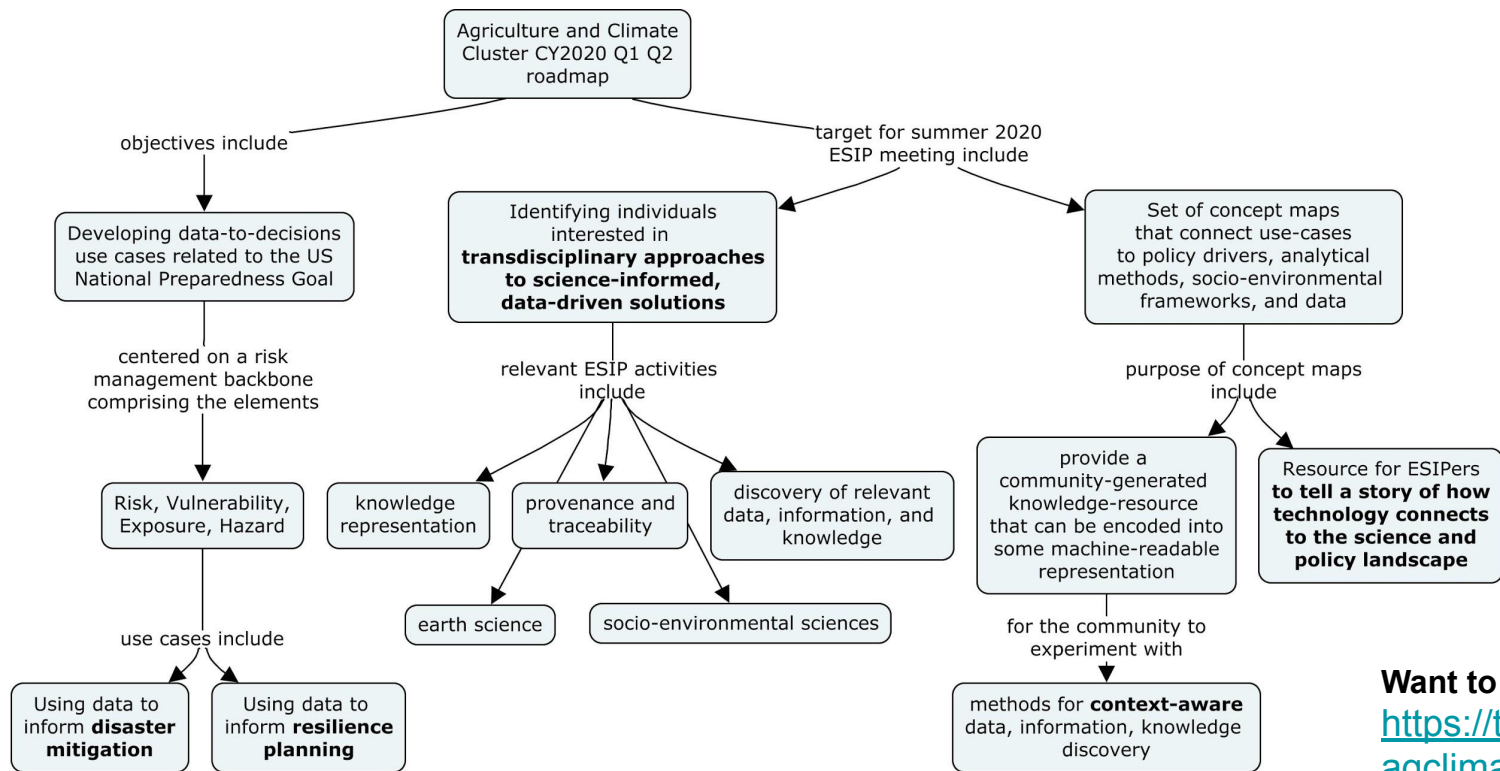 Agriculture and Climate
Cluster CY2020 Q1 Q2
roadmap
objectives include
target for summer 2020
ESIP meeting include
Developing data-to-decisions
use cases related to the US
National Preparedness Goal
Identifying individuals
interested in
transdisciplinary approaches
to science-informed,
data-driven solutions
Set of concept maps
that connect use-cases
to policy drivers, analytical
methods, socio-environmental
frameworks, and data
centered on a risk
management backbone
comprising the elements
relevant ESIP activities
include
purpose of concept maps
include
Risk, Vulnerability,
Exposure, Hazard
knowledge
representation
provenance and
traceability
discovery of relevant
data, information, and
knowledge
provide a
community-generated
knowledge-resource
that can be encoded into
some machine-readable
representation
Resource for ESIPers
to tell a story of how
technology connects
to the science and
policy landscape
earth science
socio-environmental sciences
use cases include
for the community to
experiment with
Using data to
inform disaster
mitigation
Using data to
inform resilience
planning
methods for context-aware
data, information, knowledge
discovery
Want to
https://t
agclima